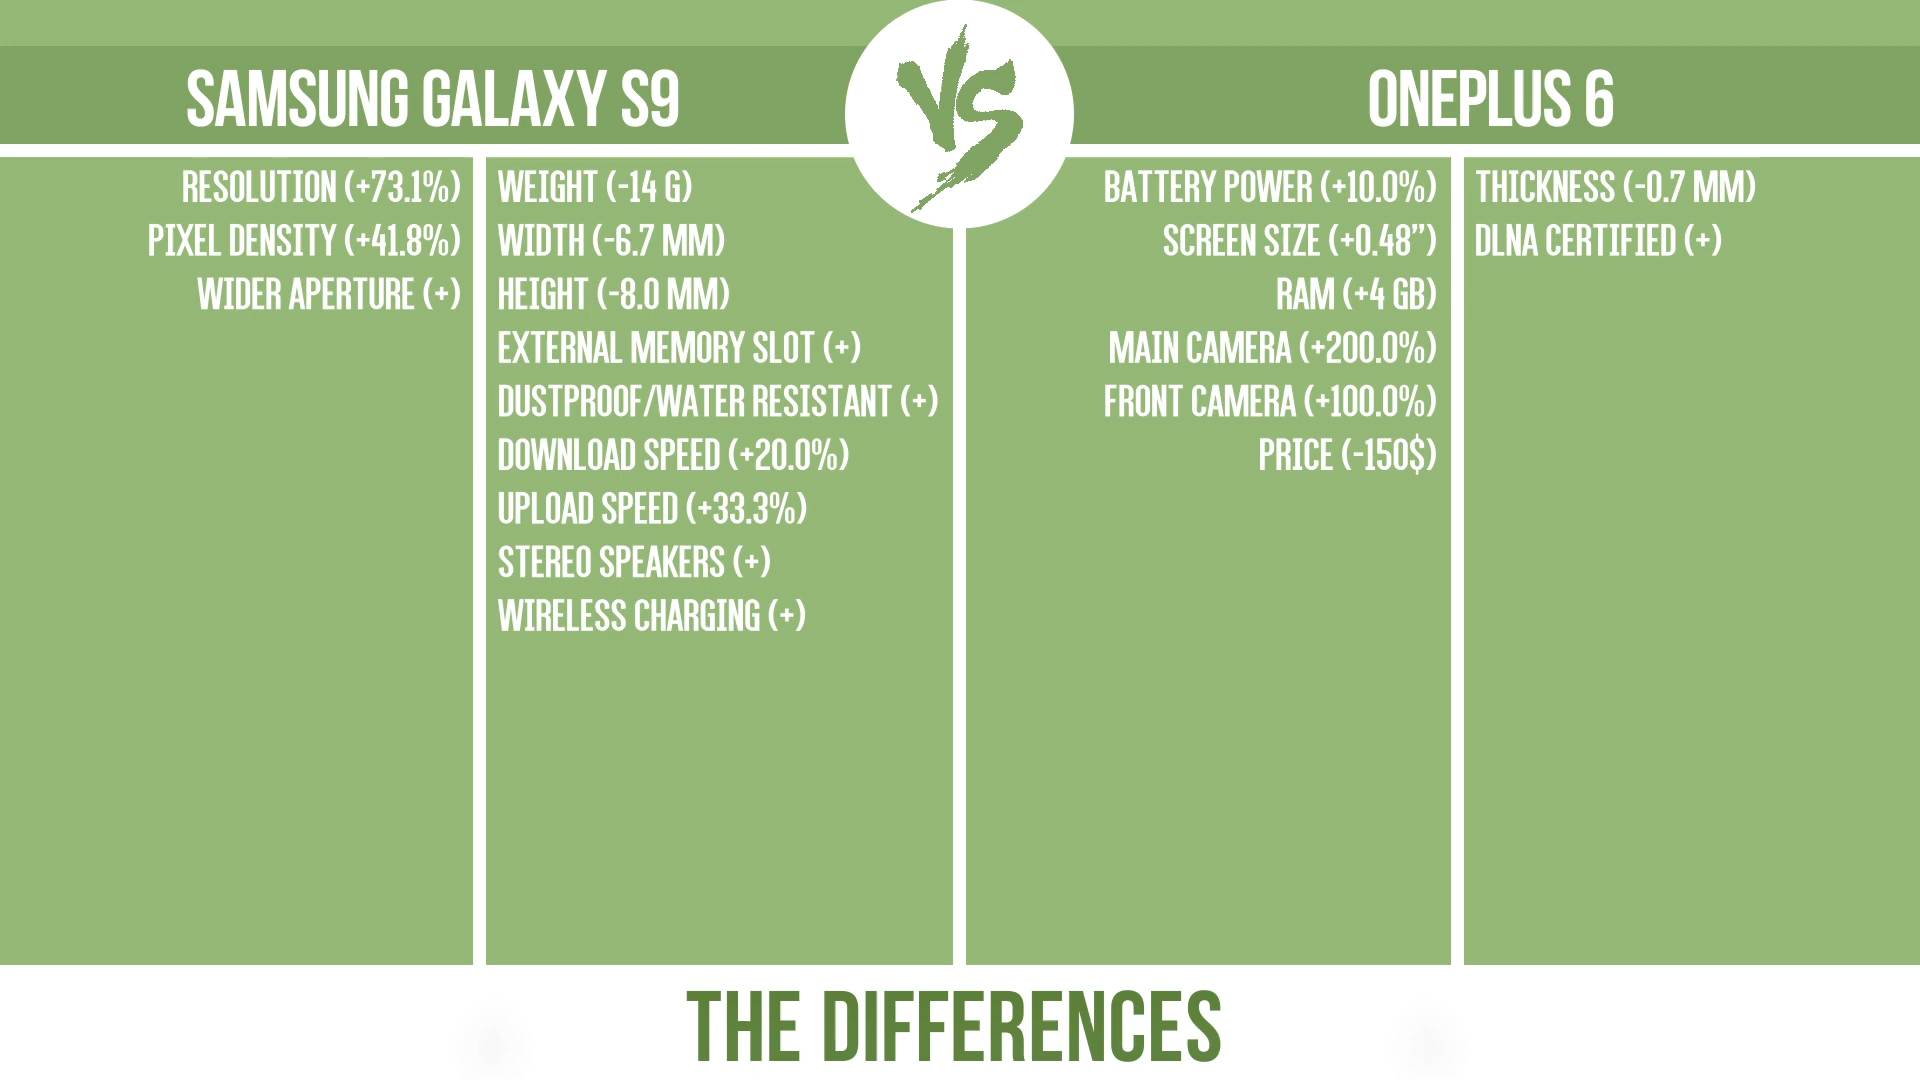 SAMSUNG GALAXY S9
VS
ONEPLUS 6
RESOLUTION (+73.1%)
PIXEL DENSITY (+41.8%)
WIDER APERTURE (+)
WEIGHT (-14 G)
WIDTH (-6.7 MM)
HEIGHT (-8.0 MM)
EXTERNAL MEMORY SLOT (+)
DUSTPROOF/WATER RESISTANT (+)
DOWNLOAD SPEED (+20.0%)
UPLOAD SPEED (+33.3%)
STEREO SPEAKERS (+)
WIRELESS CHARGING (+)
BATTERY POWER (+10.0%)
SCREEN SIZE (+0.48”)
RAM (+4 GB)
MAIN CAMERA (+200.0%)
FRONT CAMERA (+100.0%)
PRICE (-150$)
THICKNESS (-0.7 MM)
DLNA CERTIFIED (+)
THE DIFFERENCES